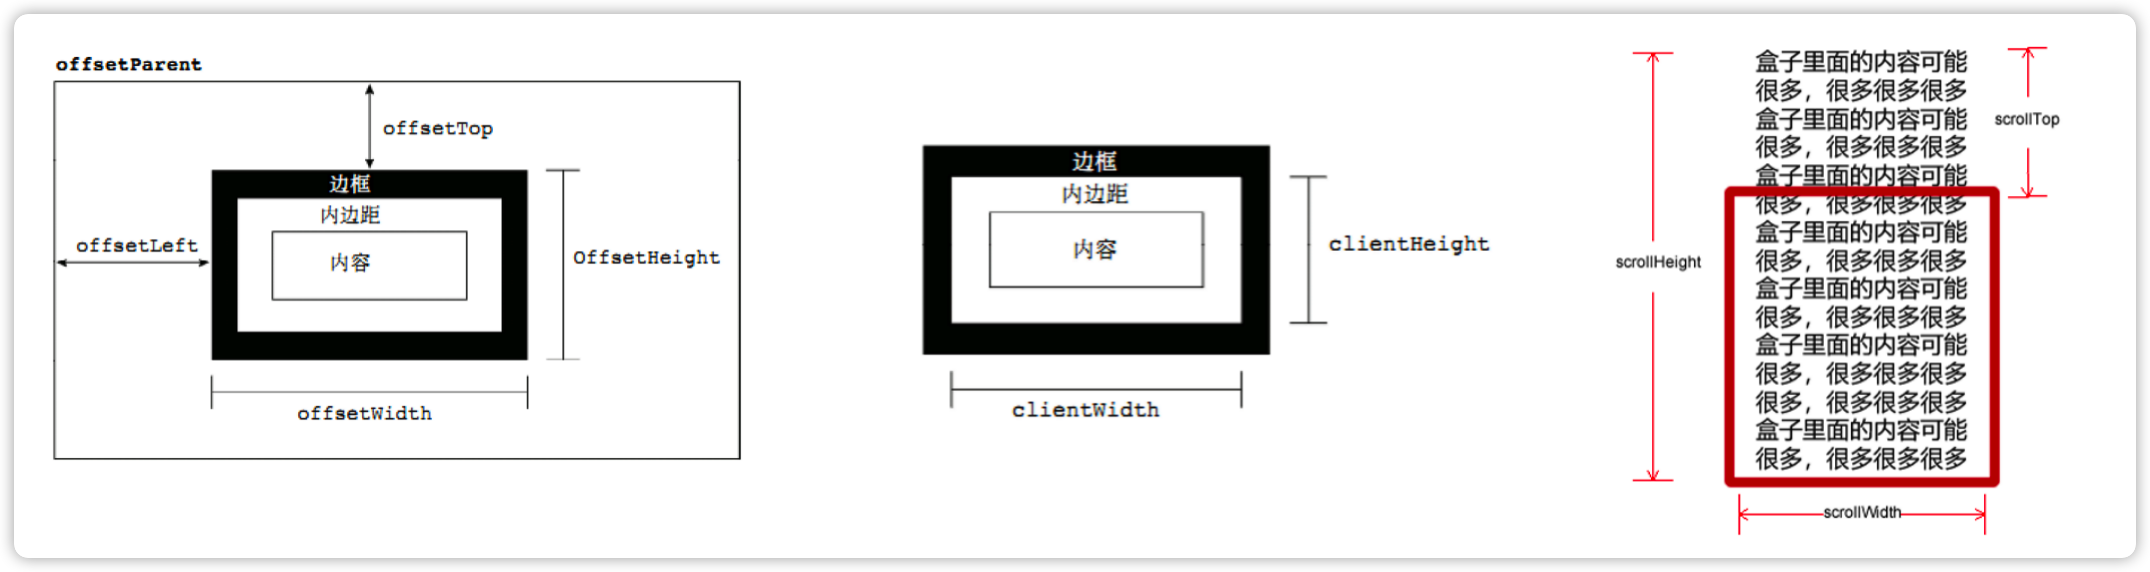 offsetParent
offsetTop
边框
内边距
内容
offsetLeft
OffsetHeight
offsetWidth
边框
内边距
内容
clientHeight
clientWidth
盒子里面的内容可能
很多，很多很多很多
盒子里面的内容可能
很多，很多很多很多
盒子里面的内容可能
很多，很多很多很多
盒子里面的内容可能
很多，很多很多很多
盒子里面的内容可能
很多，很多很多很多
盒子里面的内容可能
很多，很多很多很多
很多，很多很多很多
盒子里面的内容可能
很多，很多很多很多
scrollTop
scrollHeight
scrollWidth